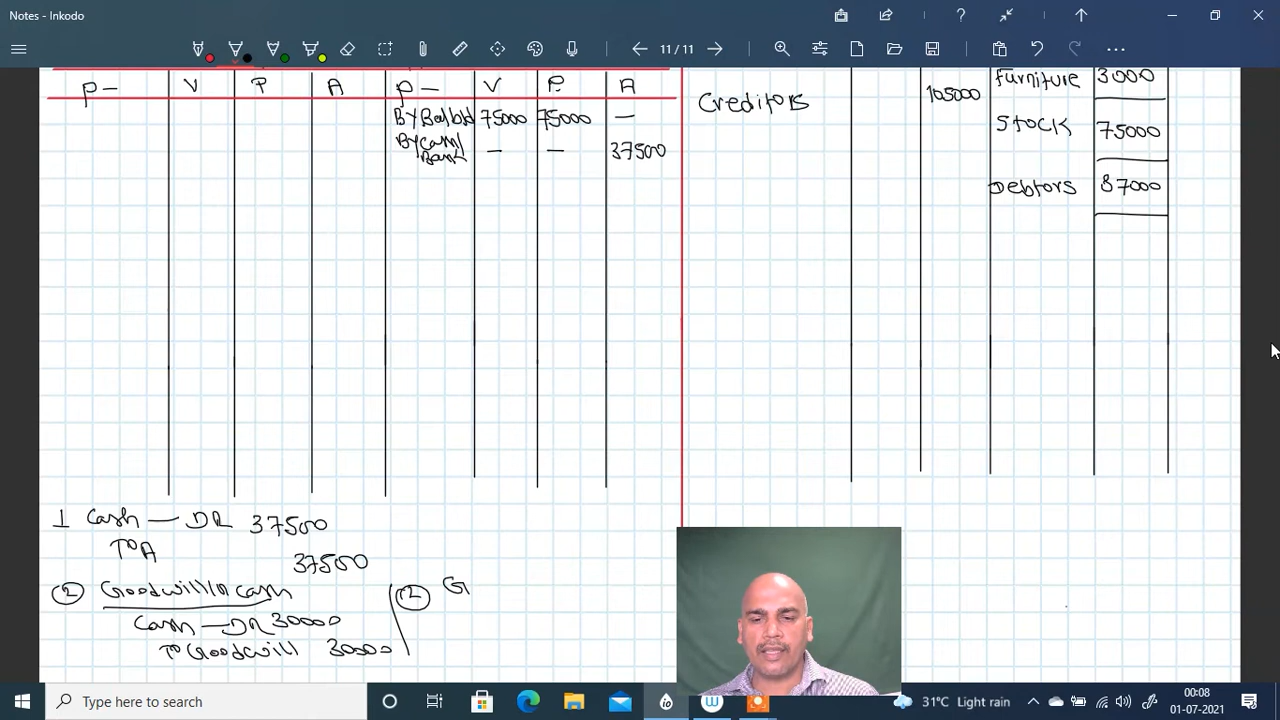 Notes - Inkodo
11/11
P- V P A P- V P A
By Bal b/d 75000 75000 —
By Cash/Bank — — 37500
Creditors 105000
Furniture 3000
Stock 75000
Debtors 87000
1 Cash — DR 37500
To A
37500
② Goodwill In cash
Cash — DR 30000
To Goodwill 30000
② G
Type here to search
31°C Light rain
00:08
01-07-2021